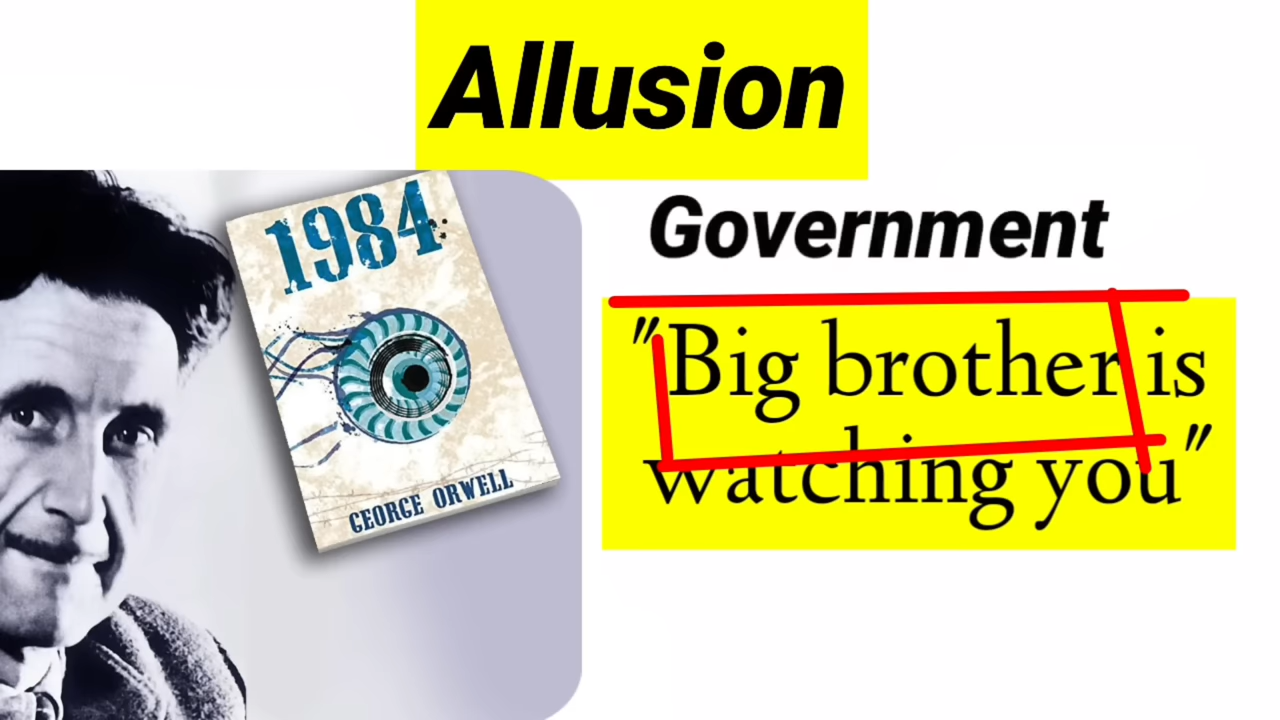 Allusion
1984
GEORGE ORWELL
Government
"Big brother is
watching you"